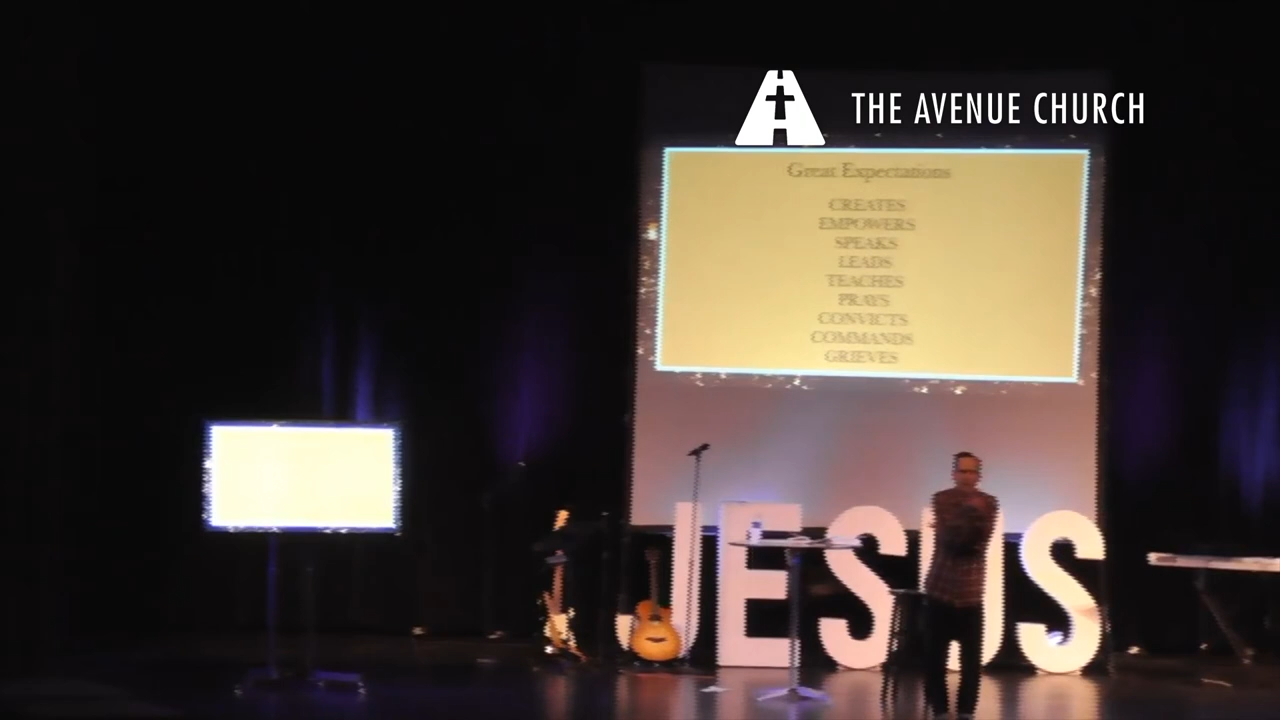 THE AVENUE CHURCH
Great Expectations
CREATES
EMPOWERS
SPEAKS
LEADS
TEACHES
PRAYS
CONVICTS
COMMANDS
GRIEVES
JESUS